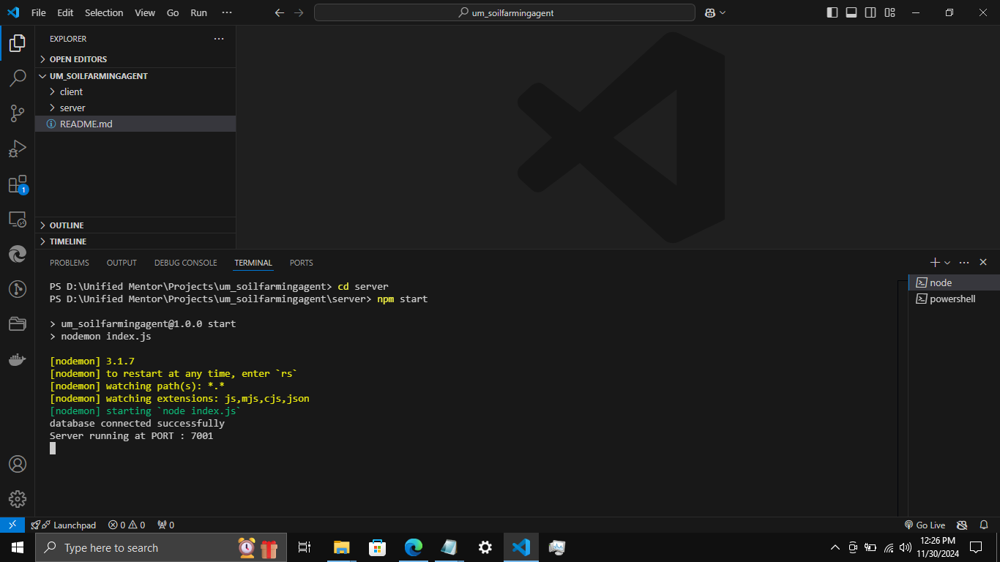 File Edit Selection View Go Run ···
um_soilfarmingagent
EXPLORER
OPEN EDITORS
UM_SOILFARMINGAGENT
client
server
README.md
1
OUTLINE
TIMELINE
PROBLEMS OUTPUT DEBUG CONSOLE TERMINAL PORTS
PS D:\Unified Mentor\Projects\um_soilfarmingagent> cd server
PS D:\Unified Mentor\Projects\um_soilfarmingagent\server> npm start
> um_soilfarmingagent@1.0.0 start
> nodemon index.js
[nodemon] 3.1.7
[nodemon] to restart at any time, enter `rs`
[nodemon] watching path(s): *.*
[nodemon] watching extensions: js,mjs,cjs,json
[nodemon] starting `node index.js`
database connected successfully
Server running at PORT : 7001
node
powershell
Launchpad 0 0 0
Go Live
Type here to search
12:26 PM
11/30/2024